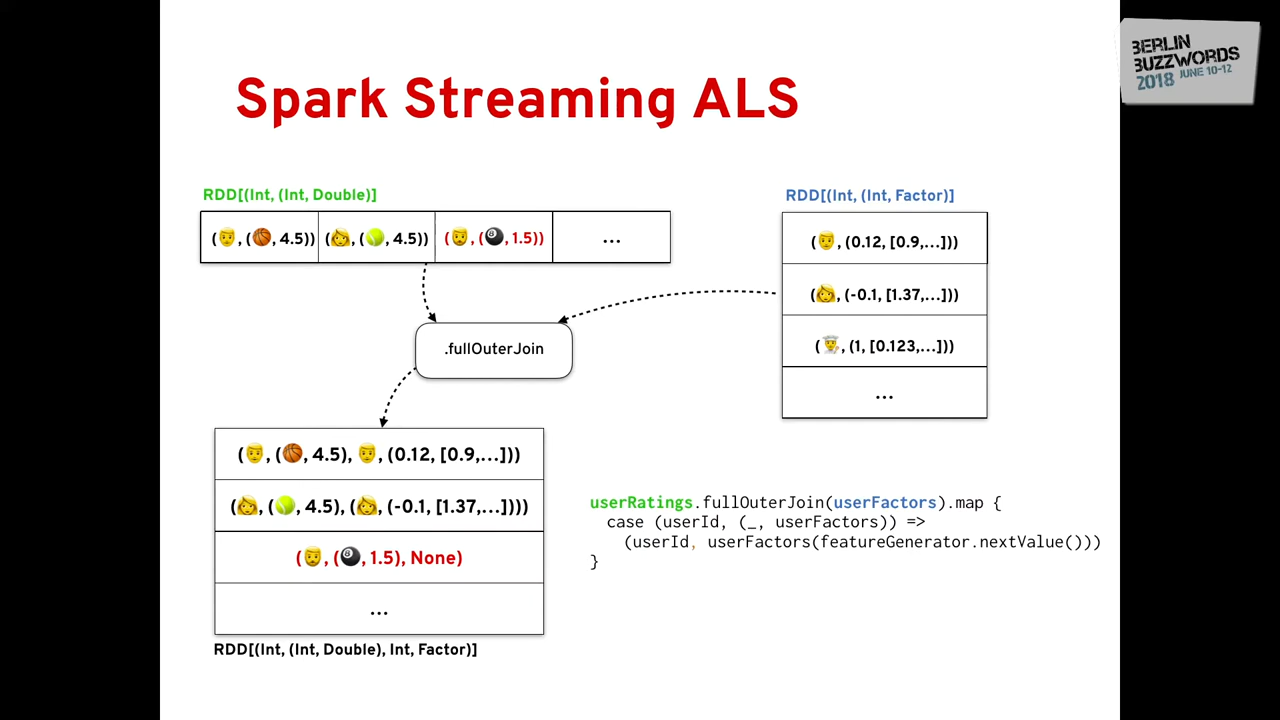 BERLIN
BUZZWORDS
2018 JUNE 10-12
Spark Streaming ALS
RDD[(Int, (Int, Double)]
(👨, (🏀, 4.5))
(👩, (🎾, 4.5))
(👨, (🎱, 1.5))
...
RDD[(Int, (Int, Factor)]
(👨, (0.12, [0.9,...]))
(👩, (-0.1, [1.37,...]))
(👨‍🍳, (1, [0.123,...]))
...
.fullOuterJoin
(👨, (🏀, 4.5), 👨, (0.12, [0.9,...]))
(👩, (🎾, 4.5), (👩, (-0.1, [1.37,...])))
(👨, (🎱, 1.5), None)
...
RDD[(Int, (Int, Double), Int, Factor)]
userRatings.fullOuterJoin(userFactors).map {
case (userId, (_, userFactors)) =>
(userId, userFactors(featureGenerator.nextValue()))
}